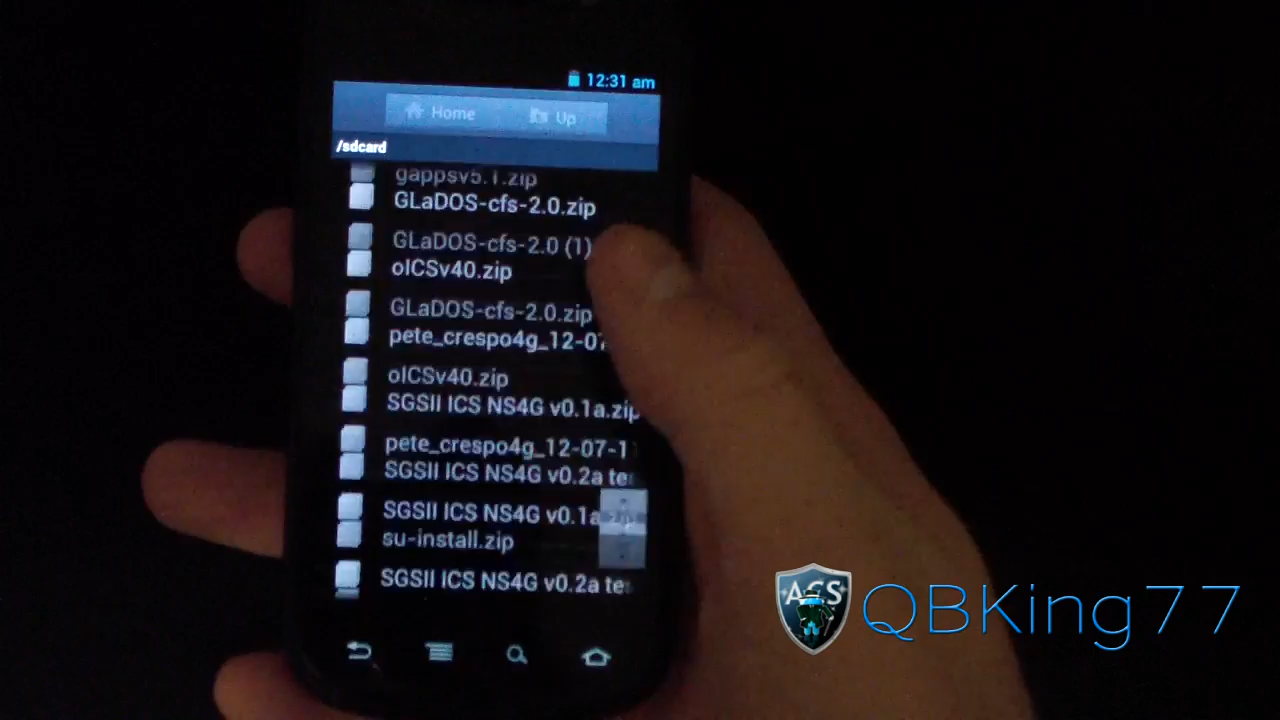 12:31 am
Home Up
/sdcard
gappsv5.1.zip
GLaDOS-cfs-2.0.zip
GLaDOS-cfs-2.0 (1)
oICSv40.zip
GLaDOS-cfs-2.0.zip
pete_crespo4g_12-07
oICSv40.zip
SGSII ICS NS4G v0.1a.zip
pete_crespo4g_12-07-1
SGSII ICS NS4G v0.2a te
SGSII ICS NS4G v0.1a
su-install.zip
SGSII ICS NS4G v0.2a te
ACS QBKing77